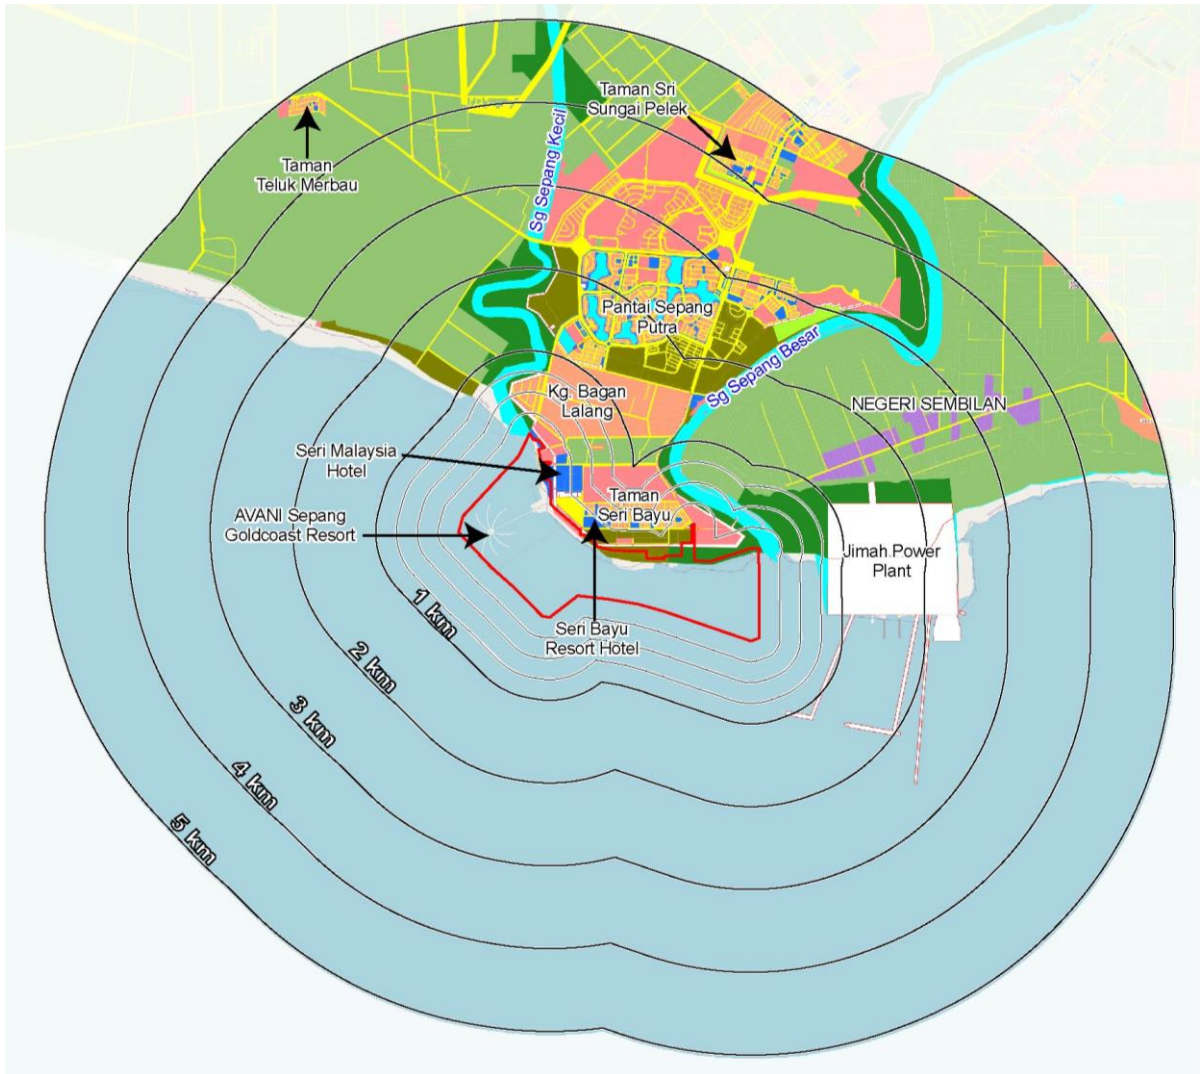 Taman Sri
Sungai Pelek
Sg Sepang Kecil
Taman
Teluk Merbau
Pantai Sepang
Putra
Sg Sepang Besar
Kg. Bagan
Lalang
NEGERI SEMBILAN
Seri Malaysia
Hotel
Taman
Seri Bayu
AVANI Sepang
Goldcoast Resort
Jimah Power
Plant
Seri Bayu
Resort Hotel
1 km
2 km
3 km
4 km
5 km